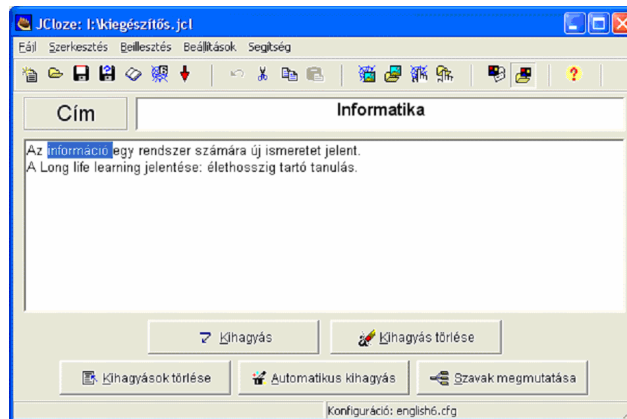 JCloze: I:\kiegészítős.jcl
Fájl Szerkesztés Beillesztés Beállítások Segítség
Cím
Informatika
Az információ egy rendszer számára új ismeretet jelent.
A Long life learning jelentése: élethosszig tartó tanulás.
Kihagyás
Kihagyás törlése
Kihagyások törlése
Automatikus kihagyás
Szavak megmutatása
Konfiguráció: english6.cfg